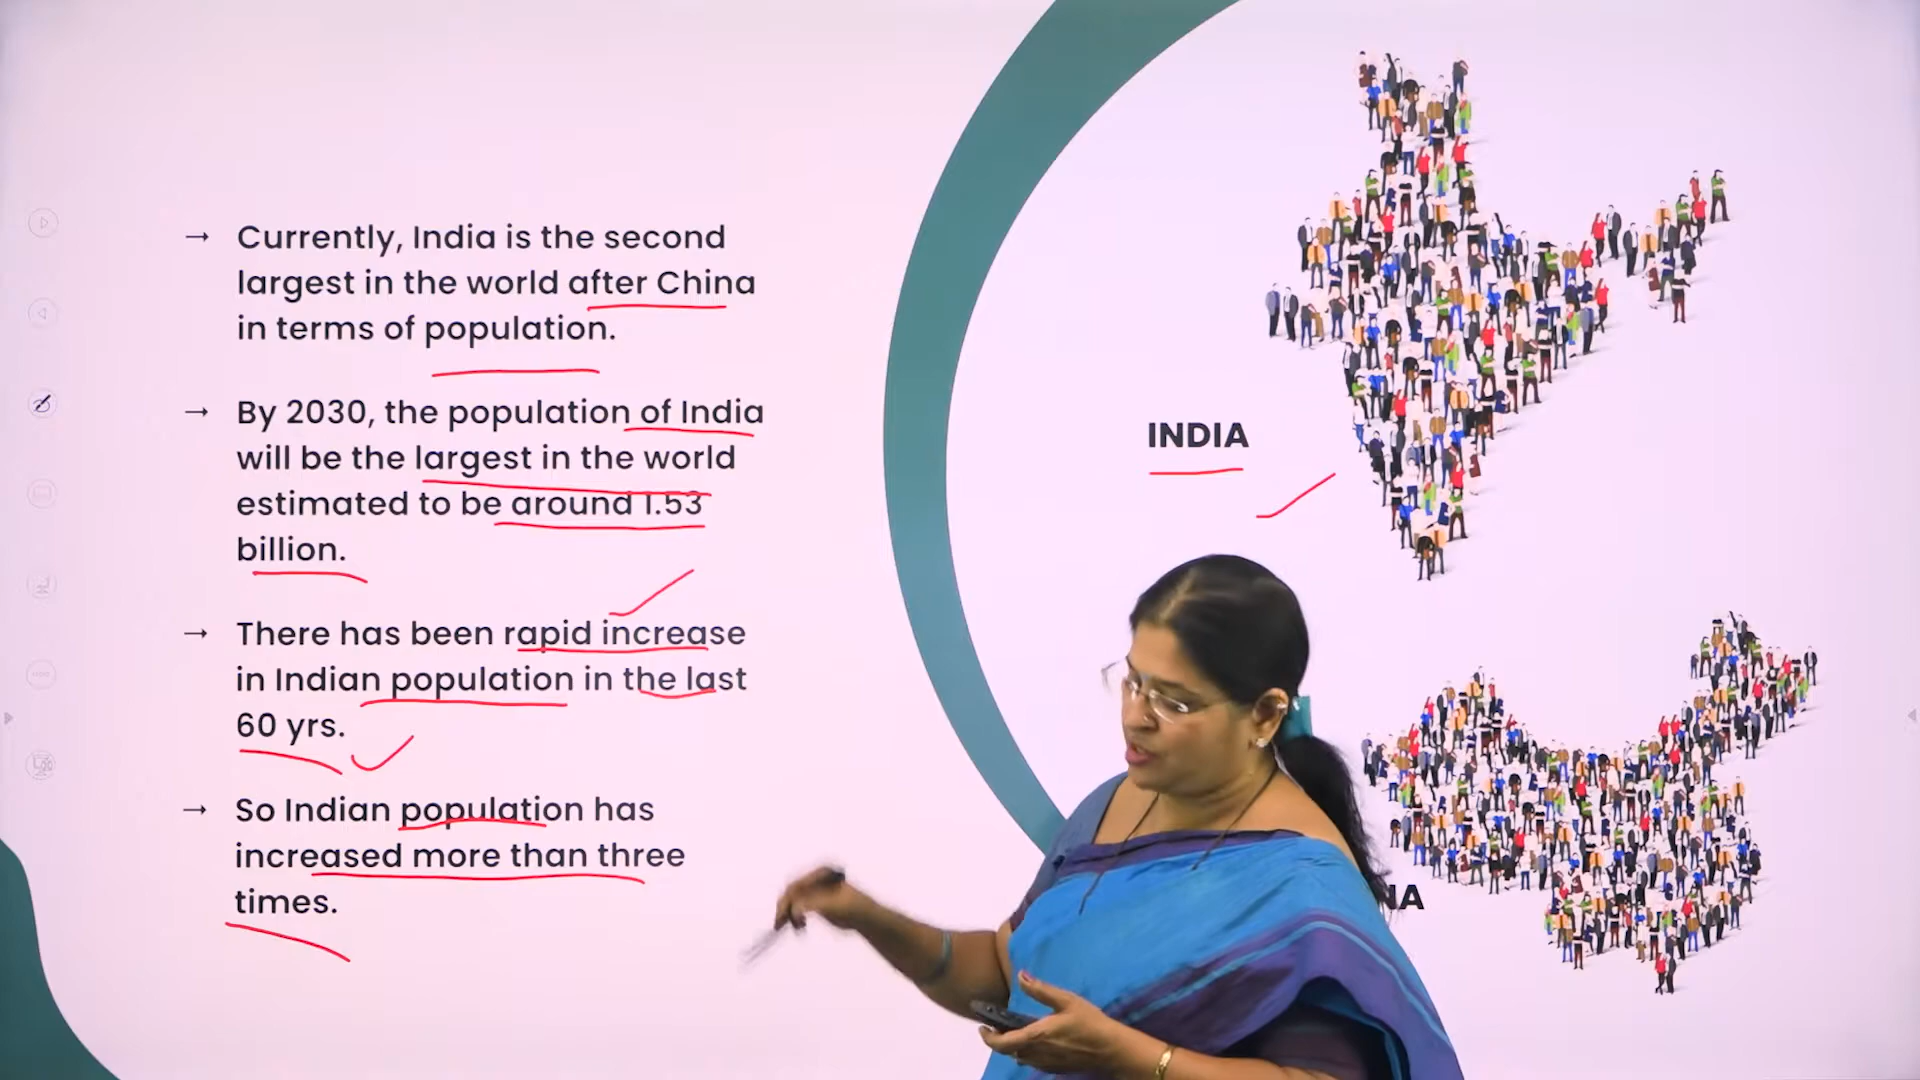 → Currently, India is the second
largest in the world after China
in terms of population.
→ By 2030, the population of India
will be the largest in the world
estimated to be around 1.53
billion.
→ There has been rapid increase
in Indian population in the last
60 yrs.
→ So Indian population has
increased more than three
times.
INDIA
NA